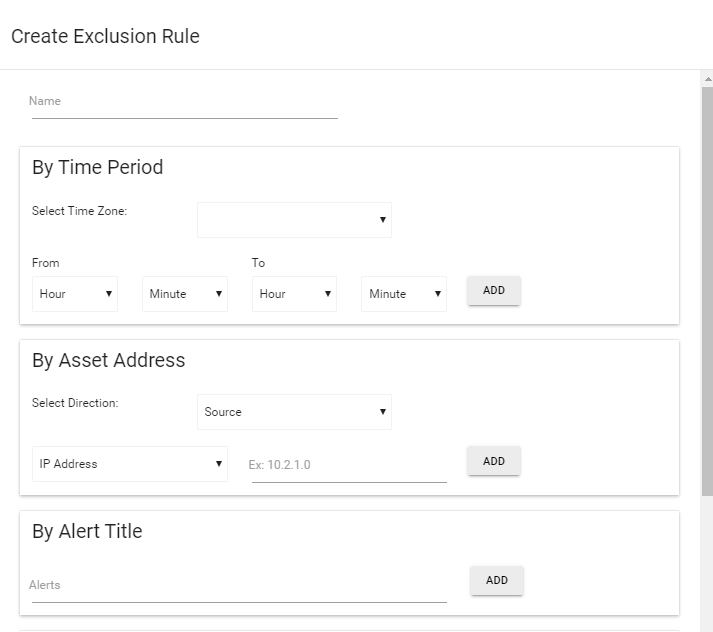 Create Exclusion Rule
Name
By Time Period
Select Time Zone:
From To
Hour Minute Hour Minute ADD
By Asset Address
Select Direction: Source
IP Address Ex: 10.2.1.0 ADD
By Alert Title
Alerts ADD